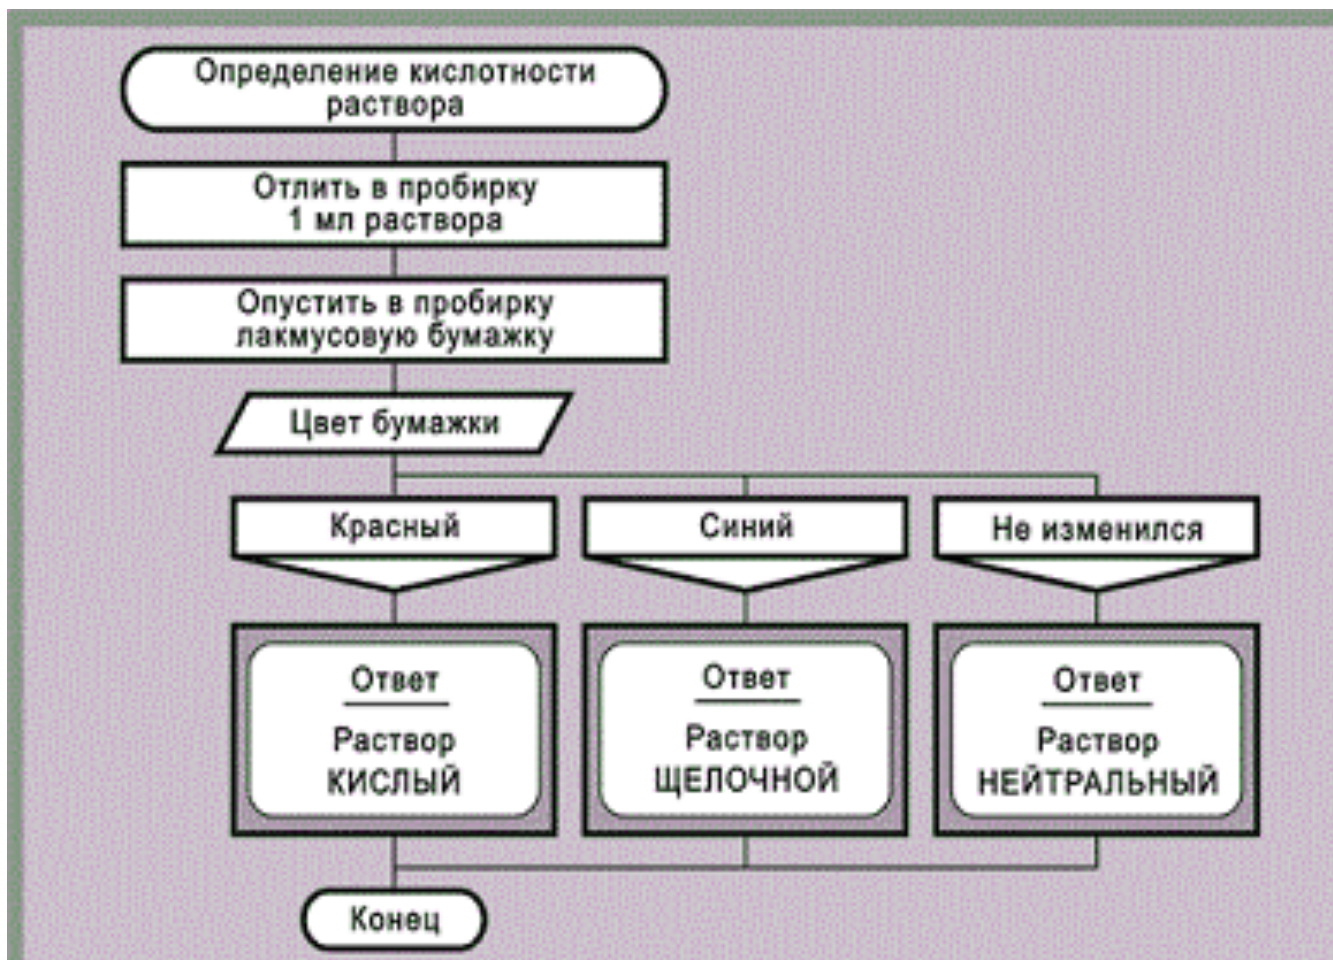 Определение кислотности
раствора
Отлить в пробирку
1 мл раствора
Опустить в пробирку
лакмусовую бумажку
Цвет бумажки
Красный
Синий
Не изменился
Ответ
Раствор
КИСЛЫЙ
Ответ
Раствор
ЩЕЛОЧНОЙ
Ответ
Раствор
НЕЙТРАЛЬНЫЙ
Конец